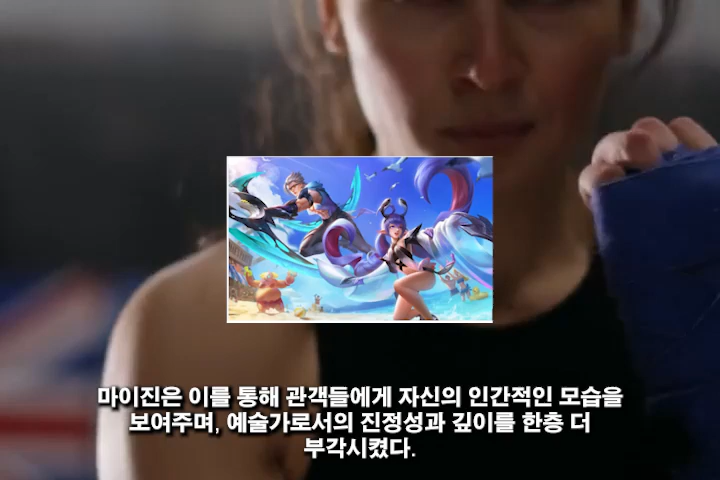 마이진은 이를 통해 관객들에게 자신의 인간적인 모습을
보여주며, 예술가로서의 진정성과 깊이를 한층 더
부각시켰다.